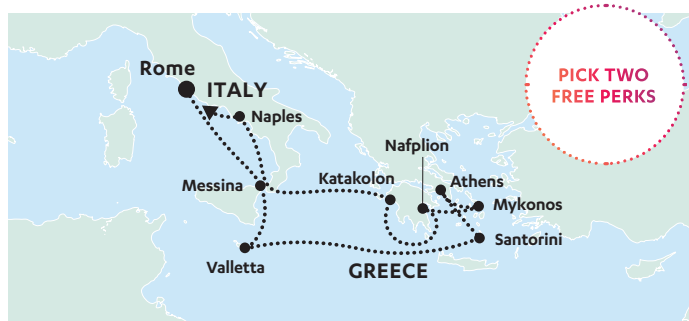 PICK TWO
FREE PERKS
Rome
ITALY
Naples
Nafplion
Messina
Katakolon
Athens
Mykonos
Santorini
Valletta
GREECE